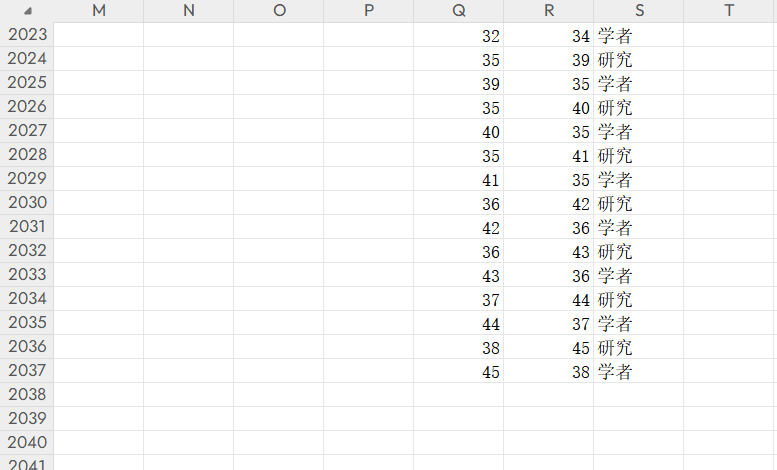 M N O P Q R S T
2023 32 34 学者
2024 35 39 研究
2025 39 35 学者
2026 35 40 研究
2027 40 35 学者
2028 35 41 研究
2029 41 35 学者
2030 36 42 研究
2031 42 36 学者
2032 36 43 研究
2033 43 36 学者
2034 37 44 研究
2035 44 37 学者
2036 38 45 研究
2037 45 38 学者
2038
2039
2040
2041